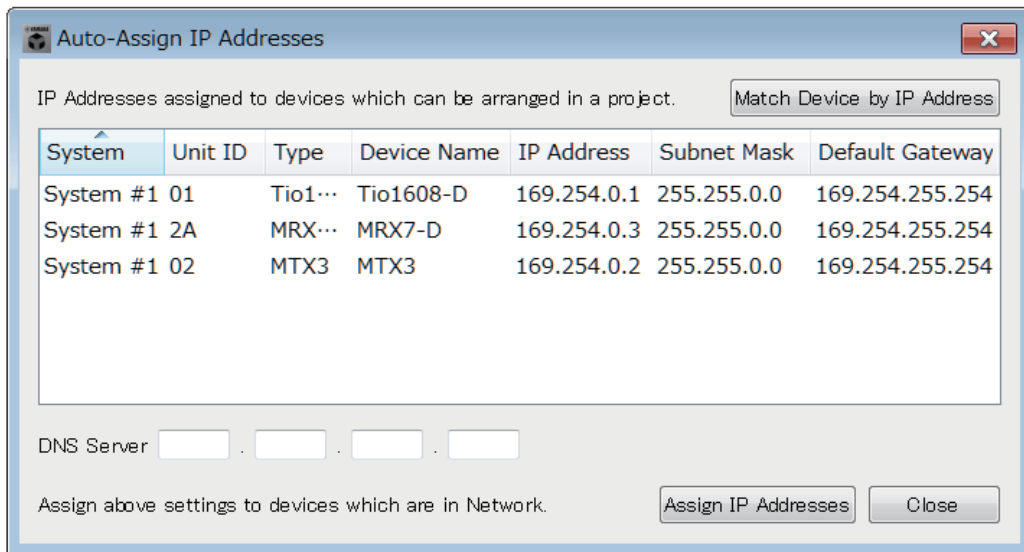 Auto-Assign IP Addresses
IP Addresses assigned to devices which can be arranged in a project. Match Device by IP Address
System Unit ID Type Device Name IP Address Subnet Mask Default Gateway
System #1 01 Tio1··· Tio1608-D 169.254.0.1 255.255.0.0 169.254.255.254
System #1 2A MRX··· MRX7-D 169.254.0.3 255.255.0.0 169.254.255.254
System #1 02 MTX3 MTX3 169.254.0.2 255.255.0.0 169.254.255.254
DNS Server . . .
Assign above settings to devices which are in Network. Assign IP Addresses Close